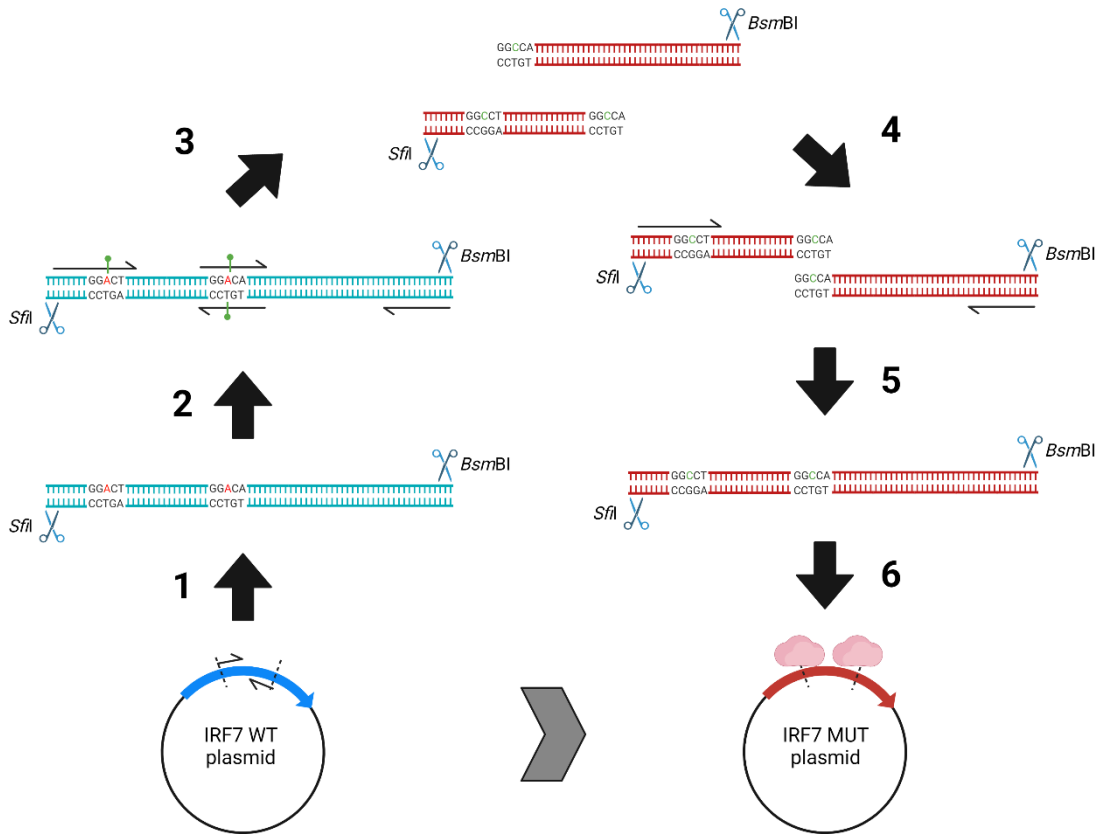 BsmBI
GGCCA
CCTGT
GGCCT
GGCCA
CCGGA
CCTGT
SfiI
3
4
GGCCT
GGCCA
CCGGA
CCTGT
BsmBI
SfiI
GGCCA
CCTGT
BsmBI
GGACT
GGACA
CCTGA
CCTGT
SfiI
2
5
BsmBI
GGACT
GGACA
CCTGA
CCTGT
SfiI
BsmBI
GGCCT
GGCCA
CCGGA
CCTGT
SfiI
1
6
IRF7 WT
plasmid
IRF7 MUT
plasmid